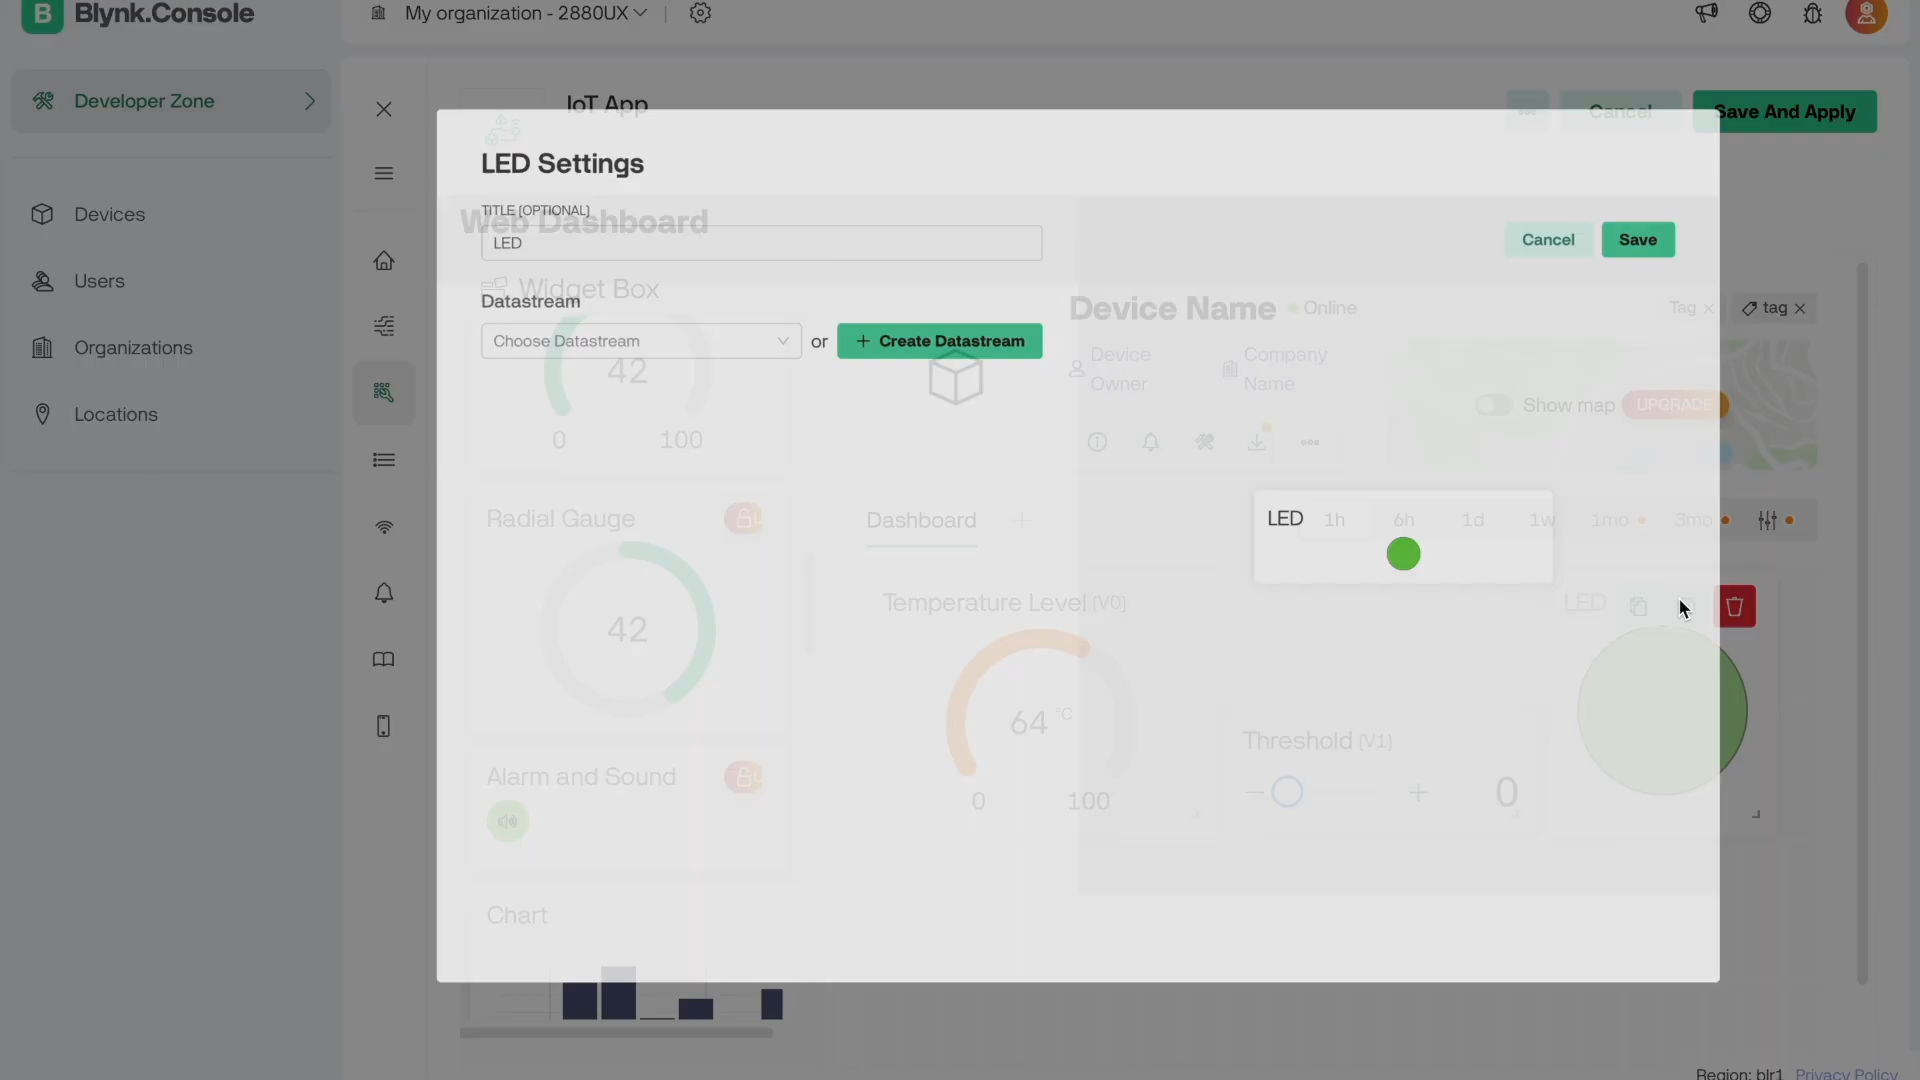 B Blynk.Console
My organization - 2880UX
Developer Zone
Devices
Users
Organizations
Locations
IoT App
Cancel
Save And Apply
LED Settings
TITLE (OPTIONAL)
LED
Web Dashboard
Cancel
Save
Widget Box
Datastream
Choose Datastream
or
+ Create Datastream
42
0
100
Device Name
Online
Tag
tag
Device Owner
Company Name
Show map
UPGRADE
Radial Gauge
42
Dashboard
+
LED
1h
6h
1d
1w
1mo
3mo
Temperature Level (V0)
64 °C
0
100
LED
Threshold (V1)
0
Alarm and Sound
Chart
Region: blr1
Privacy Policy